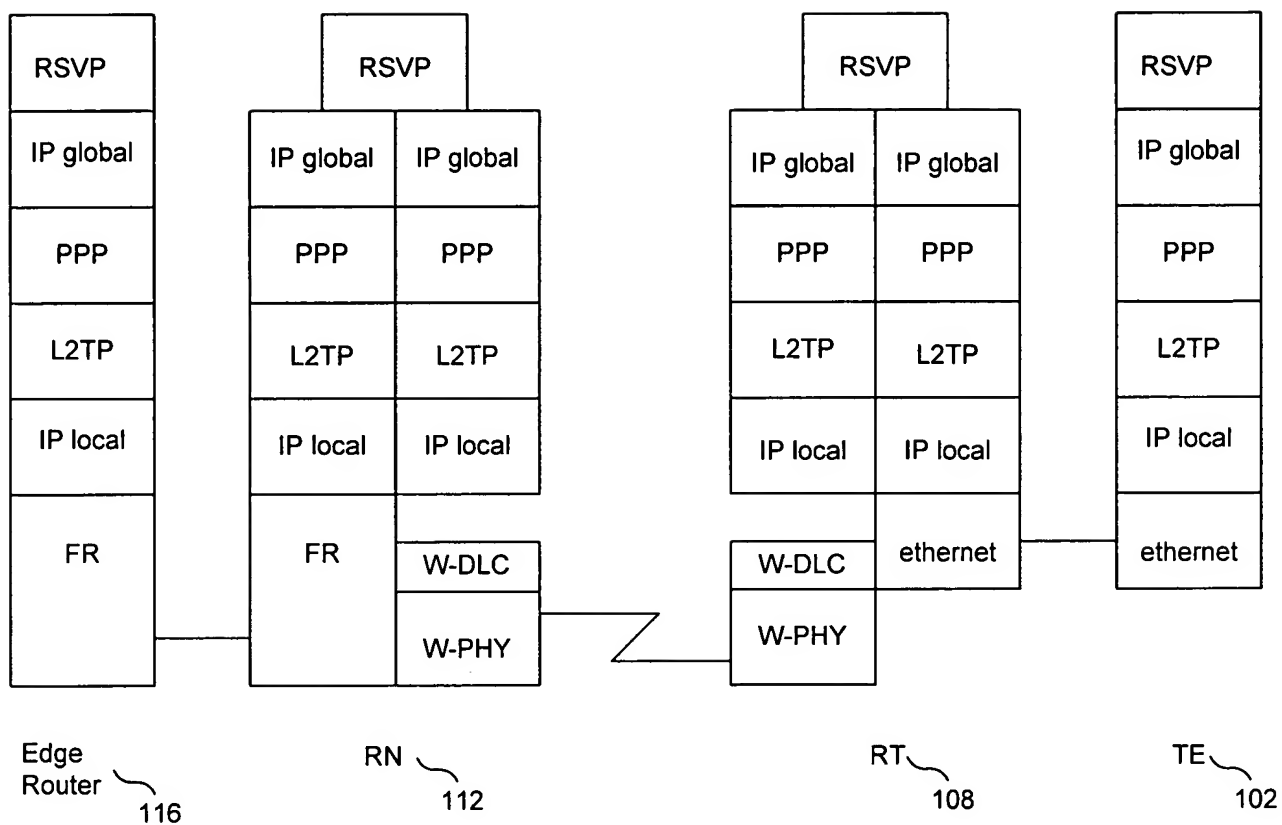 RSVP
RSVP
RSVP
RSVP
IP global
IP global
IP global
IP global
IP global
IP global
PPP
PPP
PPP
PPP
PPP
PPP
L2TP
L2TP
L2TP
L2TP
L2TP
L2TP
IP local
IP local
IP local
IP local
IP local
IP local
FR
FR
W-DLC
W-DLC
ethernet
ethernet
W-PHY
W-PHY
Edge
Router
116
RN
112
RT
108
TE
102